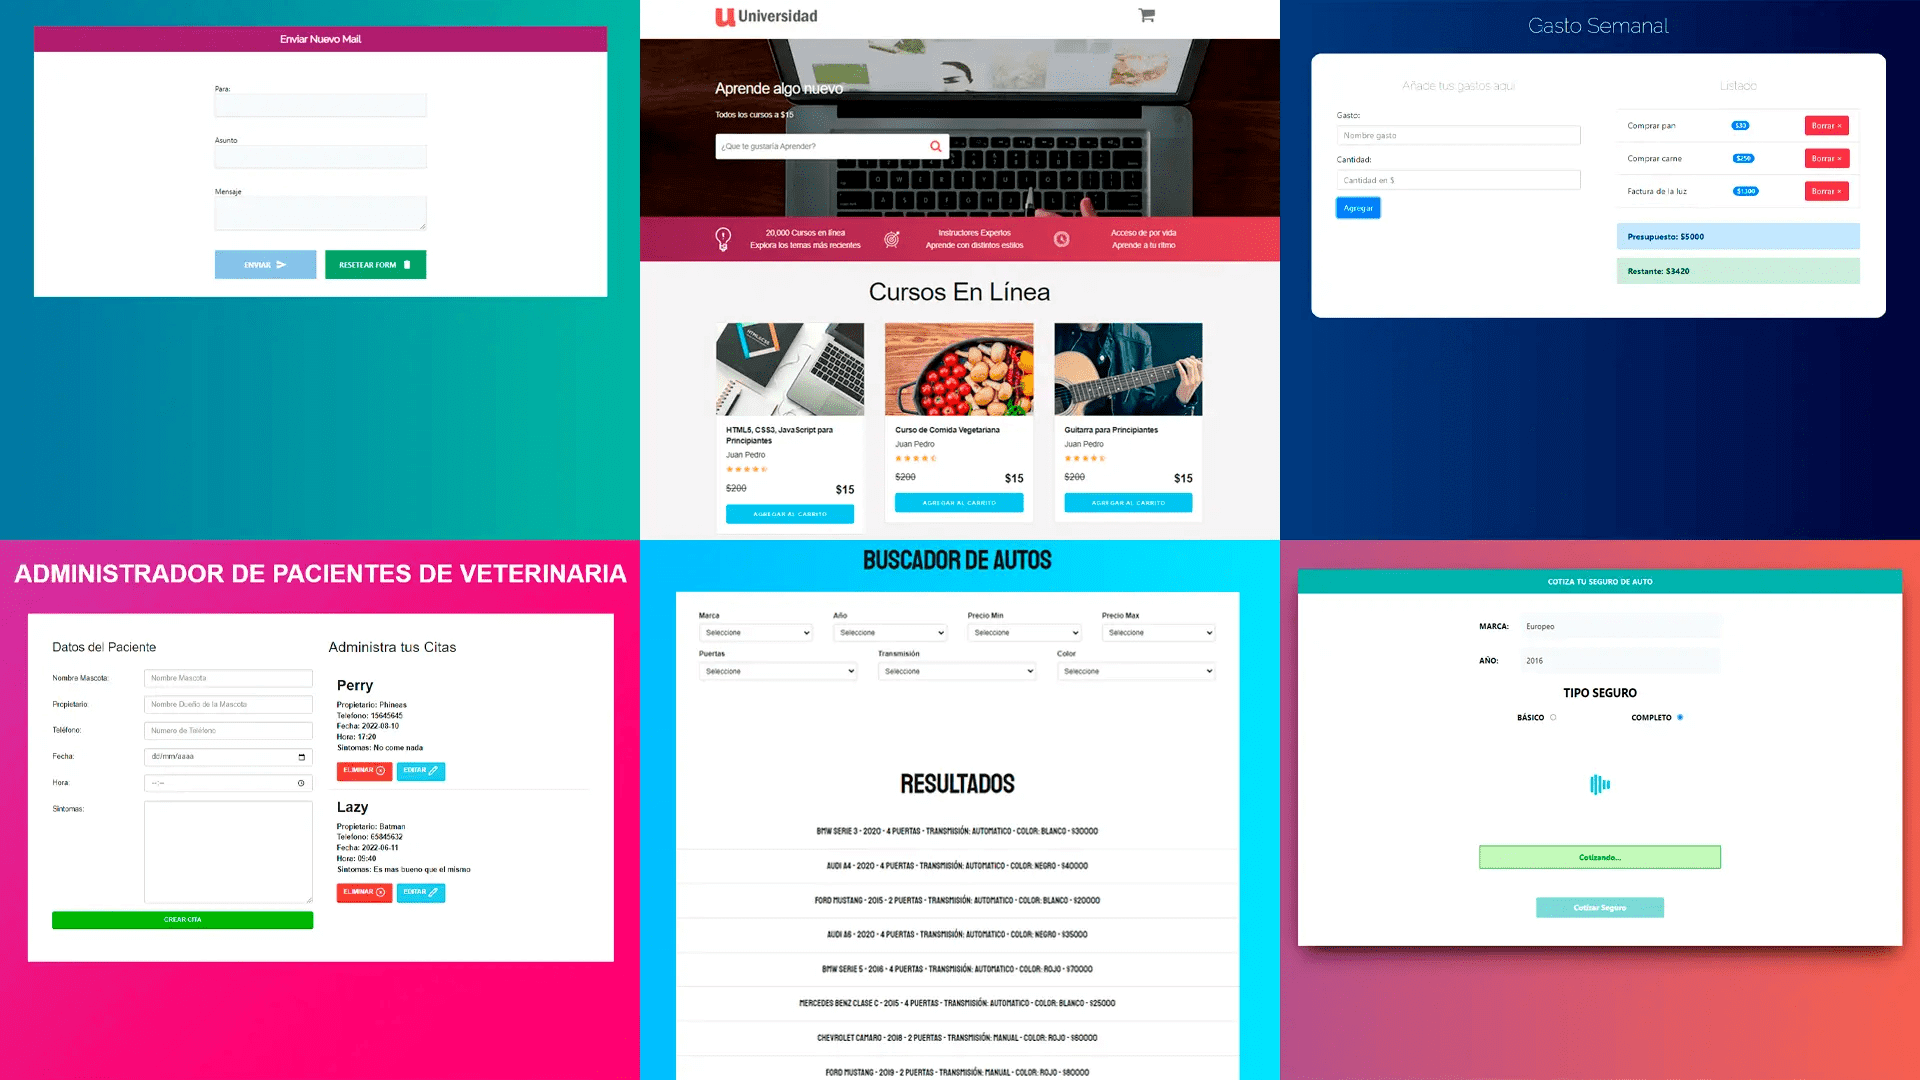 Enviar Nuevo Mail
Para:
Asunto
Mensaje
ENVIAR
RESETEAR FORM
Universidad
Aprende algo nuevo
Todos los cursos a $15
¿Que te gustaría Aprender?
20,000 Cursos en línea
Explora los temas más recientes
Instructores Expertos
Aprende con distintos estilos
Acceso de por vida
Aprende a tu ritmo
Cursos En Línea
HTML5, CSS3, JavaScript para
Principiantes
Juan Pedro
$200 $15
AGREGAR AL CARRITO
Curso de Comida Vegetariana
Juan Pedro
$200 $15
AGREGAR AL CARRITO
Guitarra para Principiantes
Juan Pedro
$200 $15
AGREGAR AL CARRITO
Gasto Semanal
Añade tus gastos aquí
Gasto:
Nombre gasto
Cantidad:
Cantidad en $
Agregar
Listado
Comprar pan $30 Borrar ×
Comprar carne $250 Borrar ×
Factura de la luz $1300 Borrar ×
Presupuesto: $5000
Restante: $3420
ADMINISTRADOR DE PACIENTES DE VETERINARIA
Datos del Paciente
Nombre Mascota: Nombre Mascota
Propietario: Nombre Dueño de la Mascota
Teléfono: Número de Teléfono
Fecha: dd/mm/aaaa
Hora: --:--
Síntomas:
CREAR CITA
Administra tus Citas
Perry
Propietario: Phineas
Telefono: 15645645
Fecha: 2022-08-10
Hora: 17:20
Sintomas: No come nada
ELIMINAR EDITAR
Lazy
Propietario: Batman
Telefono: 65845632
Fecha: 2022-06-11
Hora: 09:40
Sintomas: Es mas bueno que el mismo
ELIMINAR EDITAR
BUSCADOR DE AUTOS
Marca Año Precio Min Precio Max
Seleccione Seleccione Seleccione Seleccione
Puertas Transmisión Color
Seleccione Seleccione Seleccione
RESULTADOS
BMW SERIE 3 - 2020 - 4 PUERTAS - TRANSMISIÓN: AUTOMATICO - COLOR: BLANCO - $30000
AUDI A4 - 2020 - 4 PUERTAS - TRANSMISIÓN: AUTOMATICO - COLOR: NEGRO - $40000
FORD MUSTANG - 2015 - 2 PUERTAS - TRANSMISIÓN: AUTOMATICO - COLOR: BLANCO - $20000
AUDI A6 - 2020 - 4 PUERTAS - TRANSMISIÓN: AUTOMATICO - COLOR: NEGRO - $35000
BMW SERIE 5 - 2016 - 4 PUERTAS - TRANSMISIÓN: AUTOMATICO - COLOR: ROJO - $70000
MERCEDES BENZ CLASE C - 2015 - 4 PUERTAS - TRANSMISIÓN: AUTOMATICO - COLOR: BLANCO - $25000
CHEVROLET CAMARO - 2018 - 2 PUERTAS - TRANSMISIÓN: MANUAL - COLOR: ROJO - $60000
FORD MUSTANG - 2019 - 2 PUERTAS - TRANSMISIÓN: MANUAL - COLOR: ROJO - $80000
COTIZA TU SEGURO DE AUTO
MARCA: Europeo
AÑO: 2016
TIPO SEGURO
BÁSICO COMPLETO
Cotizando...
Cotizar Seguro